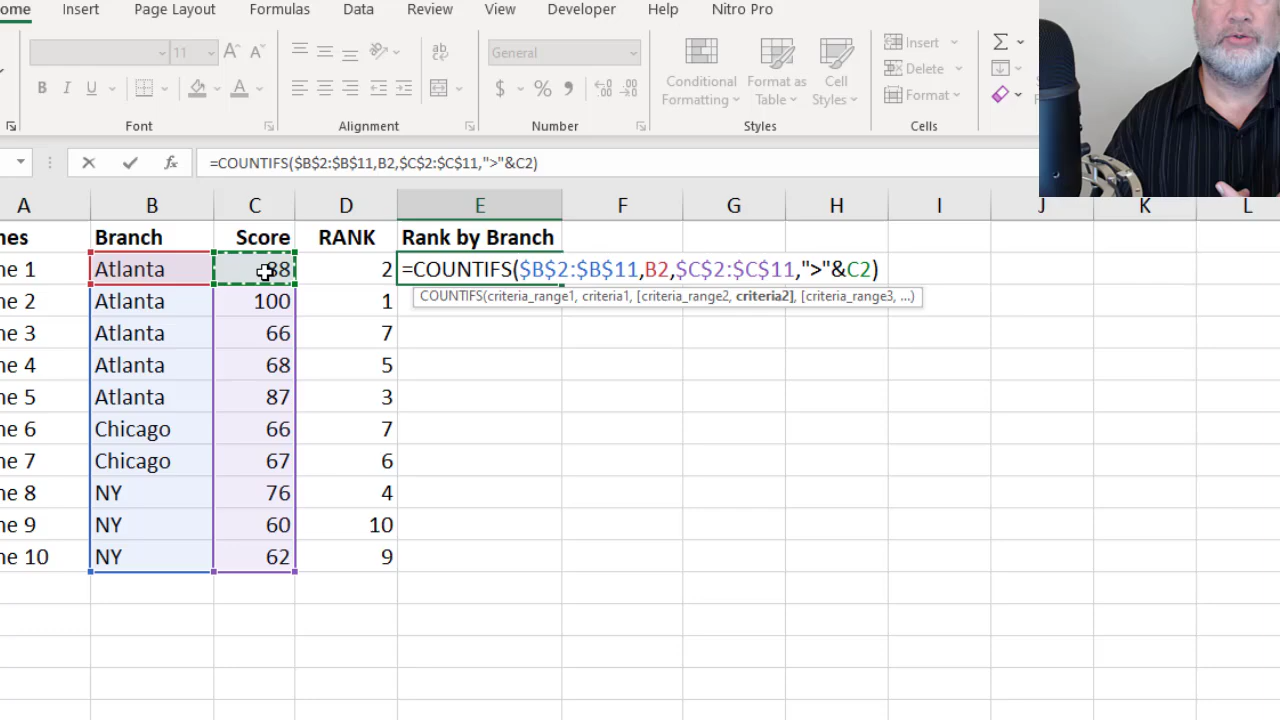 ome Insert Page Layout Formulas Data Review View Developer Help Nitro Pro
11 A^ A˅ ab General Insert
B I U A $ % Conditional Formatting Format as Table Cell Styles Delete
Format
Font Alignment Number Styles Cells
fx =COUNTIFS($B$2:$B$11,B2,$C$2:$C$11,">"&C2)
A B C D E F G H I J K L
nes Branch Score RANK Rank by Branch
ne 1 Atlanta 88 2 =COUNTIFS($B$2:$B$11,B2,$C$2:$C$11,">"&C2)
COUNTIFS(criteria_range1, criteria1, [criteria_range2, criteria2], [criteria_range3, ...)
ne 2 Atlanta 100 1
ne 3 Atlanta 66 7
ne 4 Atlanta 68 5
ne 5 Atlanta 87 3
ne 6 Chicago 66 7
ne 7 Chicago 67 6
ne 8 NY 76 4
ne 9 NY 60 10
ne 10 NY 62 9